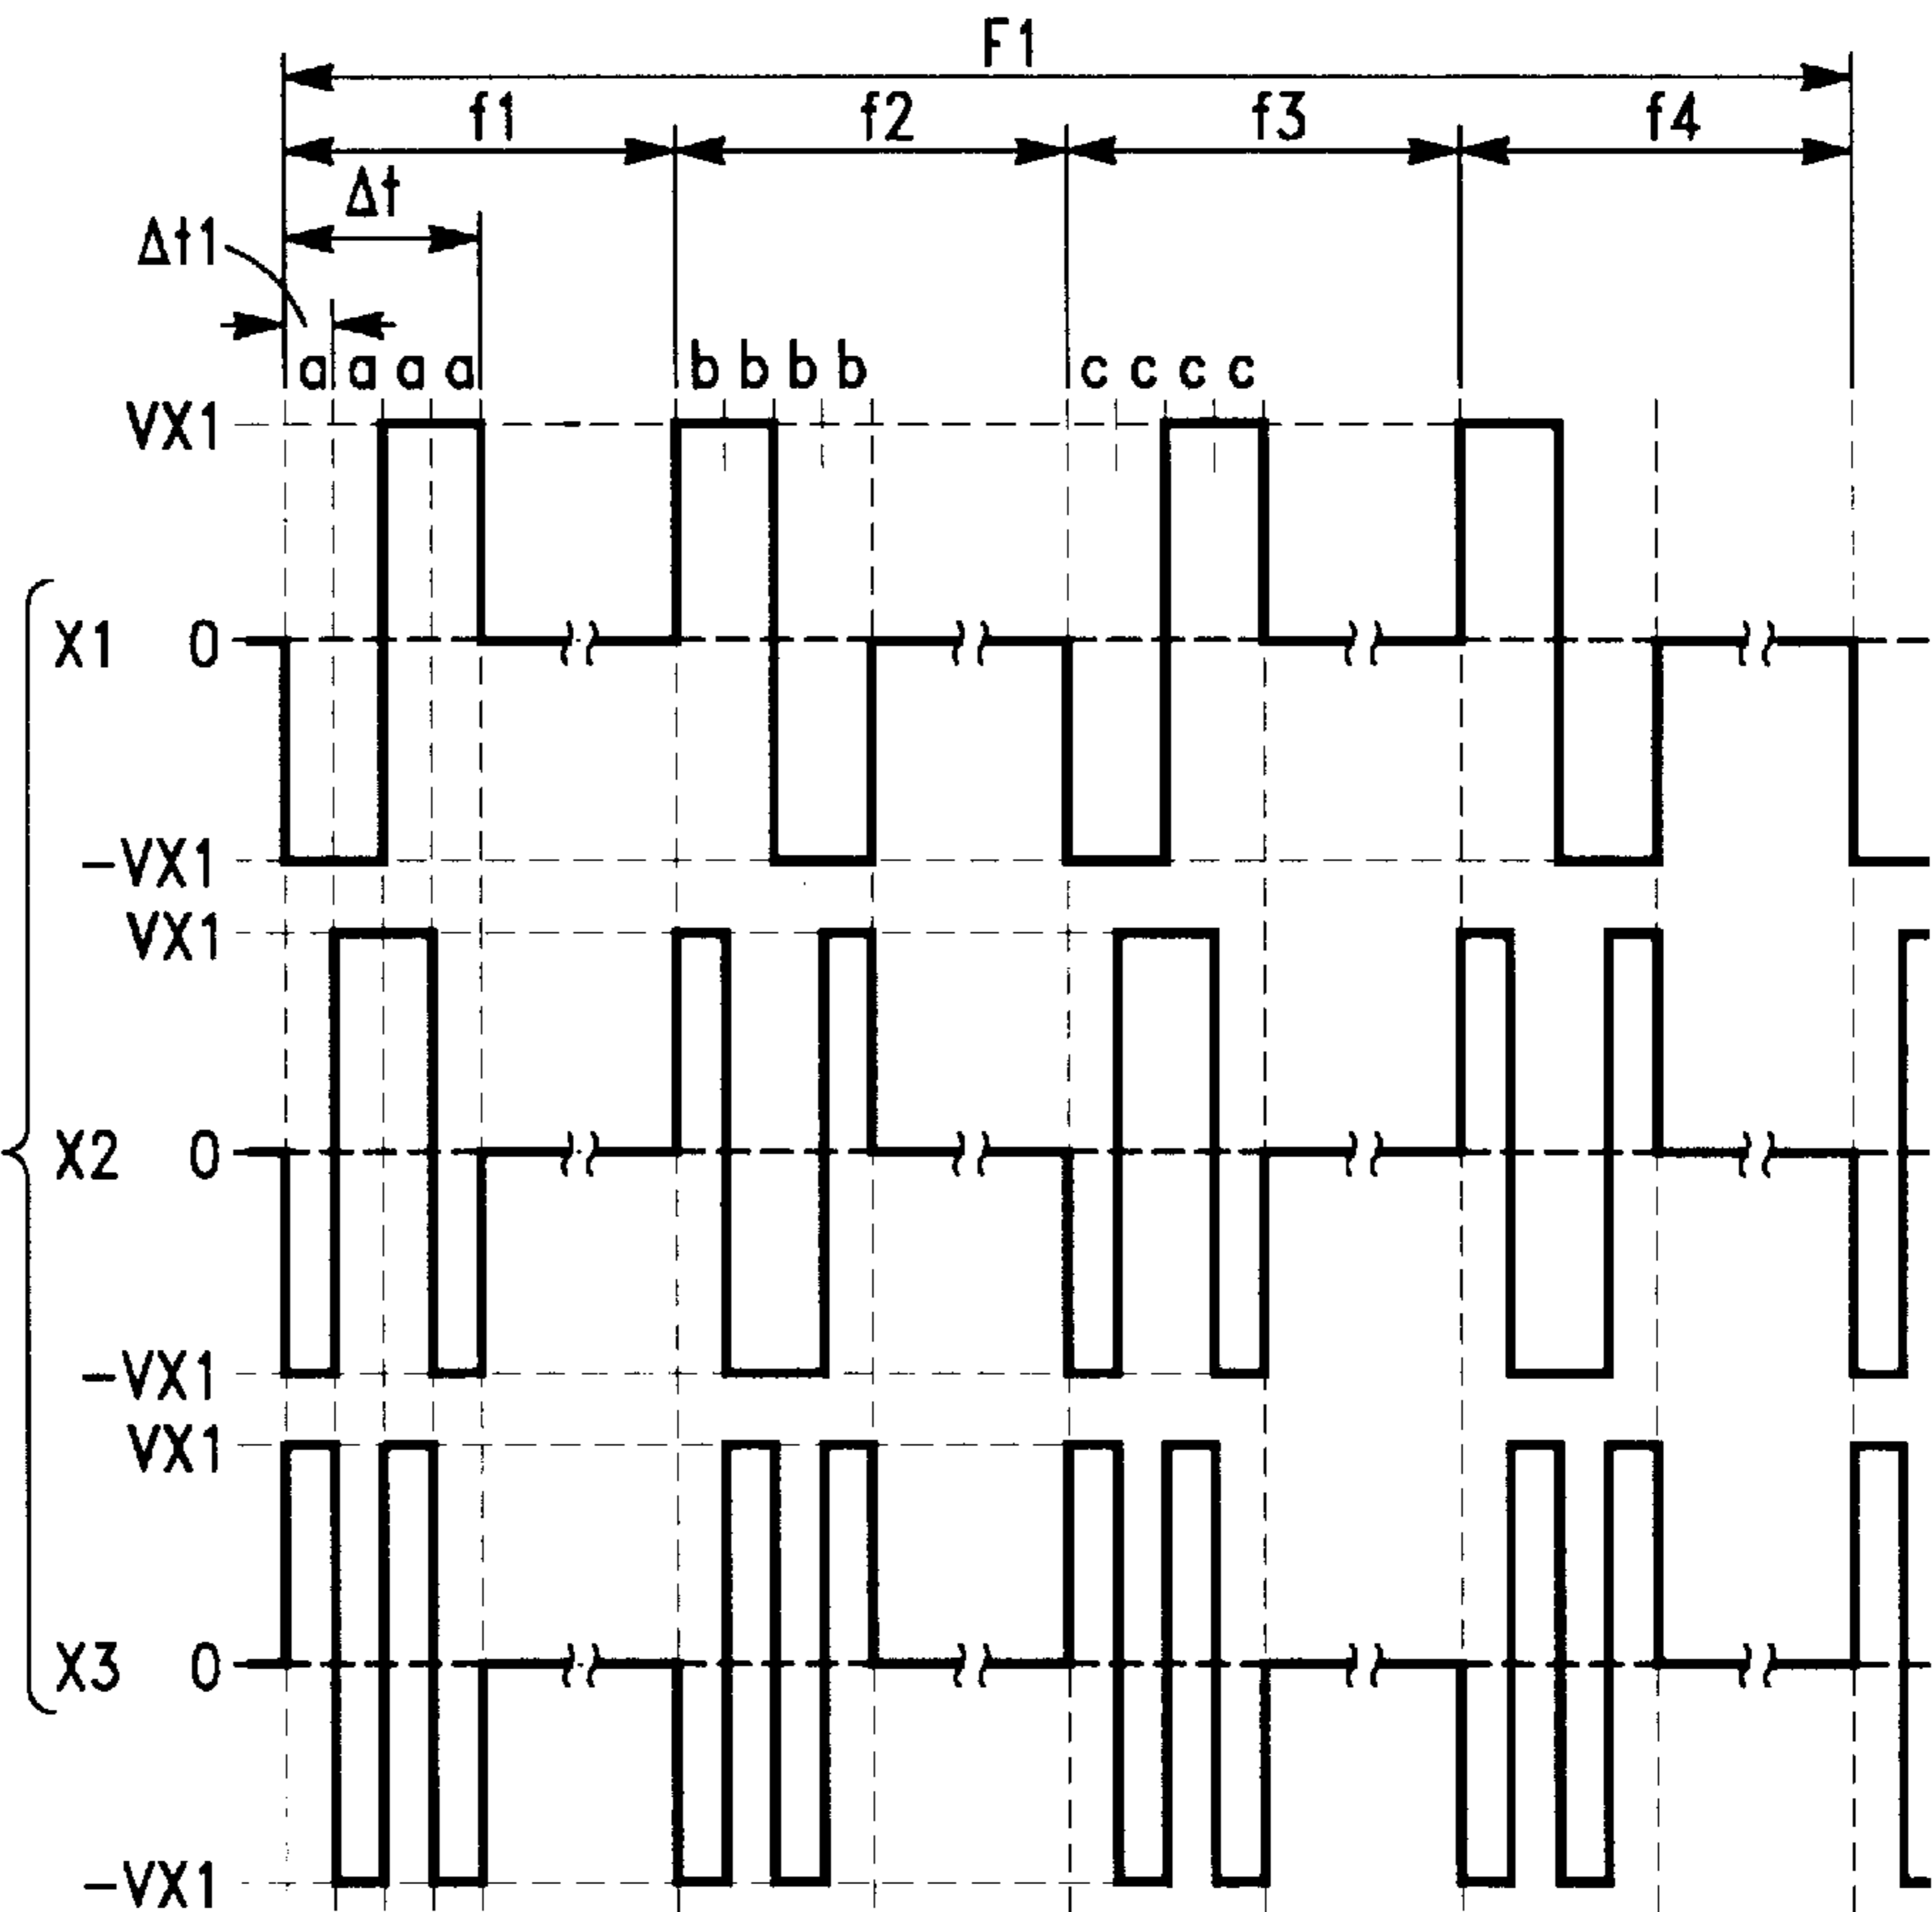 F1
f1 f2 f3 f4
Δt
Δt1
a a a a b b b b c c c c
VX1
X1 0
-VX1
VX1
X2 0
-VX1
VX1
X3 0
-VX1